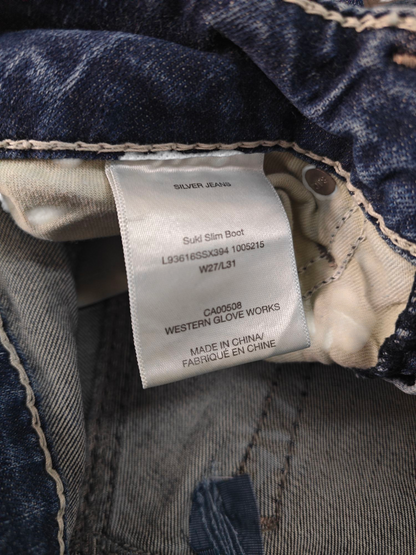 SILVER JEANS
Suki Slim Boot
L93616SSX394 1005215
W27/L31
CA00508
WESTERN GLOVE WORKS
MADE IN CHINA/
FABRIQUÉ EN CHINE